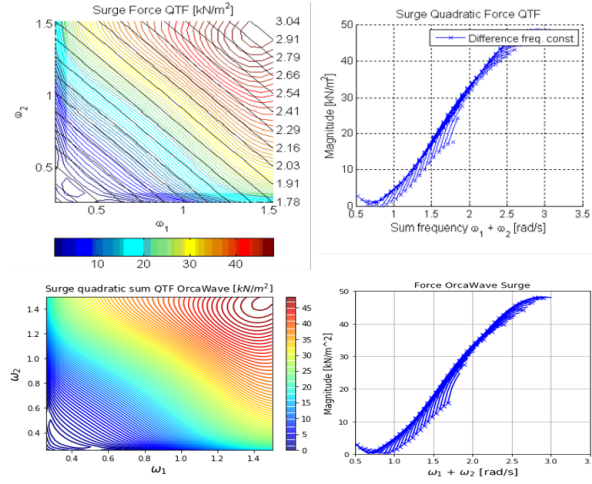 Surge Force QTF [kN/m²]
1.5
1
0.5
ω₂
3.04
2.91
2.79
2.66
2.54
2.41
2.29
2.16
2.03
1.91
1.78
0.5 1 1.5
ω₁
10 20 30 40
Surge Quadratic Force QTF
Difference freq. const
50
40
30
20
10
0
Magnitude [kN/m²]
0.5 1.0 1.5 2.0 2.5 3.0 3.5
Sum frequency ω₁ + ω₂ [rad/s]
Surge quadratic sum QTF OrcaWave [kN/m²]
1.4
1.2
1.0
0.8
0.6
0.4
ω₂
0.4 0.6 0.8 1.0 1.2 1.4
ω₁
45
40
35
30
25
20
15
10
5
0
Force OrcaWave Surge
50
40
30
20
10
0
Magnitude [kN/m^2]
0.5 1.0 1.5 2.0 2.5 3.0 3.5
ω₁ + ω₂ [rad/s]